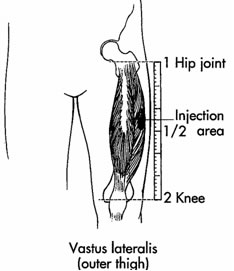 1 Hip joint
Injection
1/2 area
2 Knee
Vastus lateralis
(outer thigh)